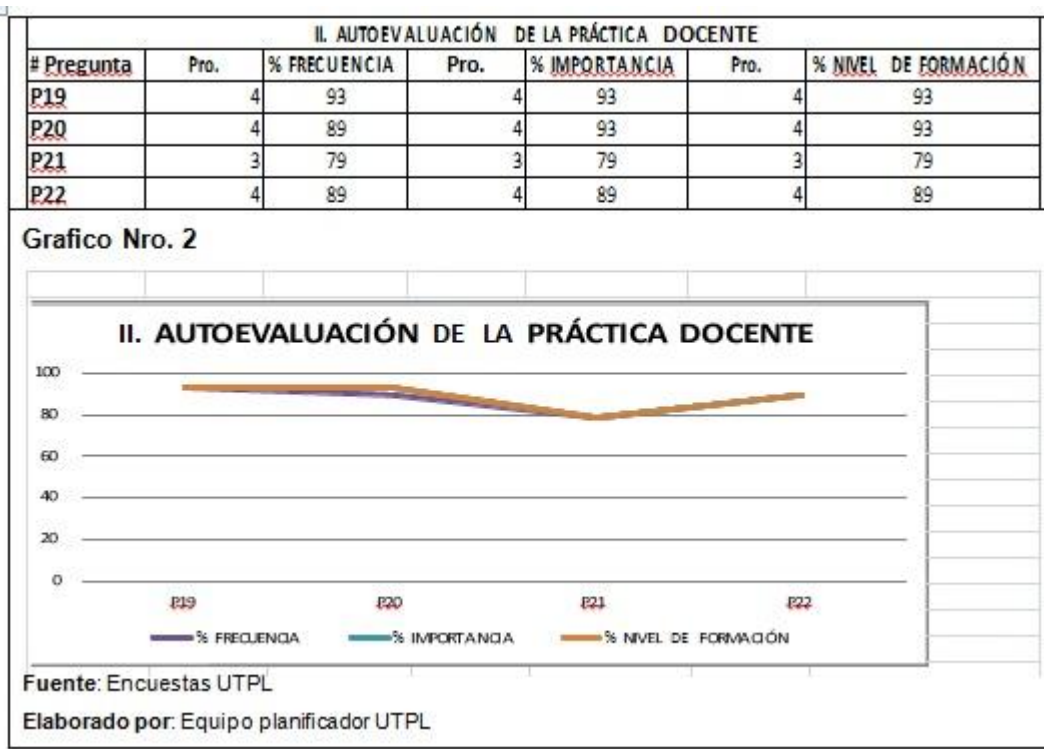 II. AUTOEVALUACIÓN DE LA PRÁCTICA DOCENTE
# Pregunta Pro. % FRECUENCIA Pro. % IMPORTANCIA Pro. % NIVEL DE FORMACIÓN
P19 4 93 4 93 4 93
P20 4 89 4 93 4 93
P21 3 79 3 79 3 79
P22 4 89 4 89 4 89
Grafico Nro. 2
II. AUTOEVALUACIÓN DE LA PRÁCTICA DOCENTE
100
80
60
40
20
0
P19 P20 P21 P22
% FRECUENCIA % IMPORTANCIA % NIVEL DE FORMACIÓN
Fuente: Encuestas UTPL
Elaborado por: Equipo planificador UTPL